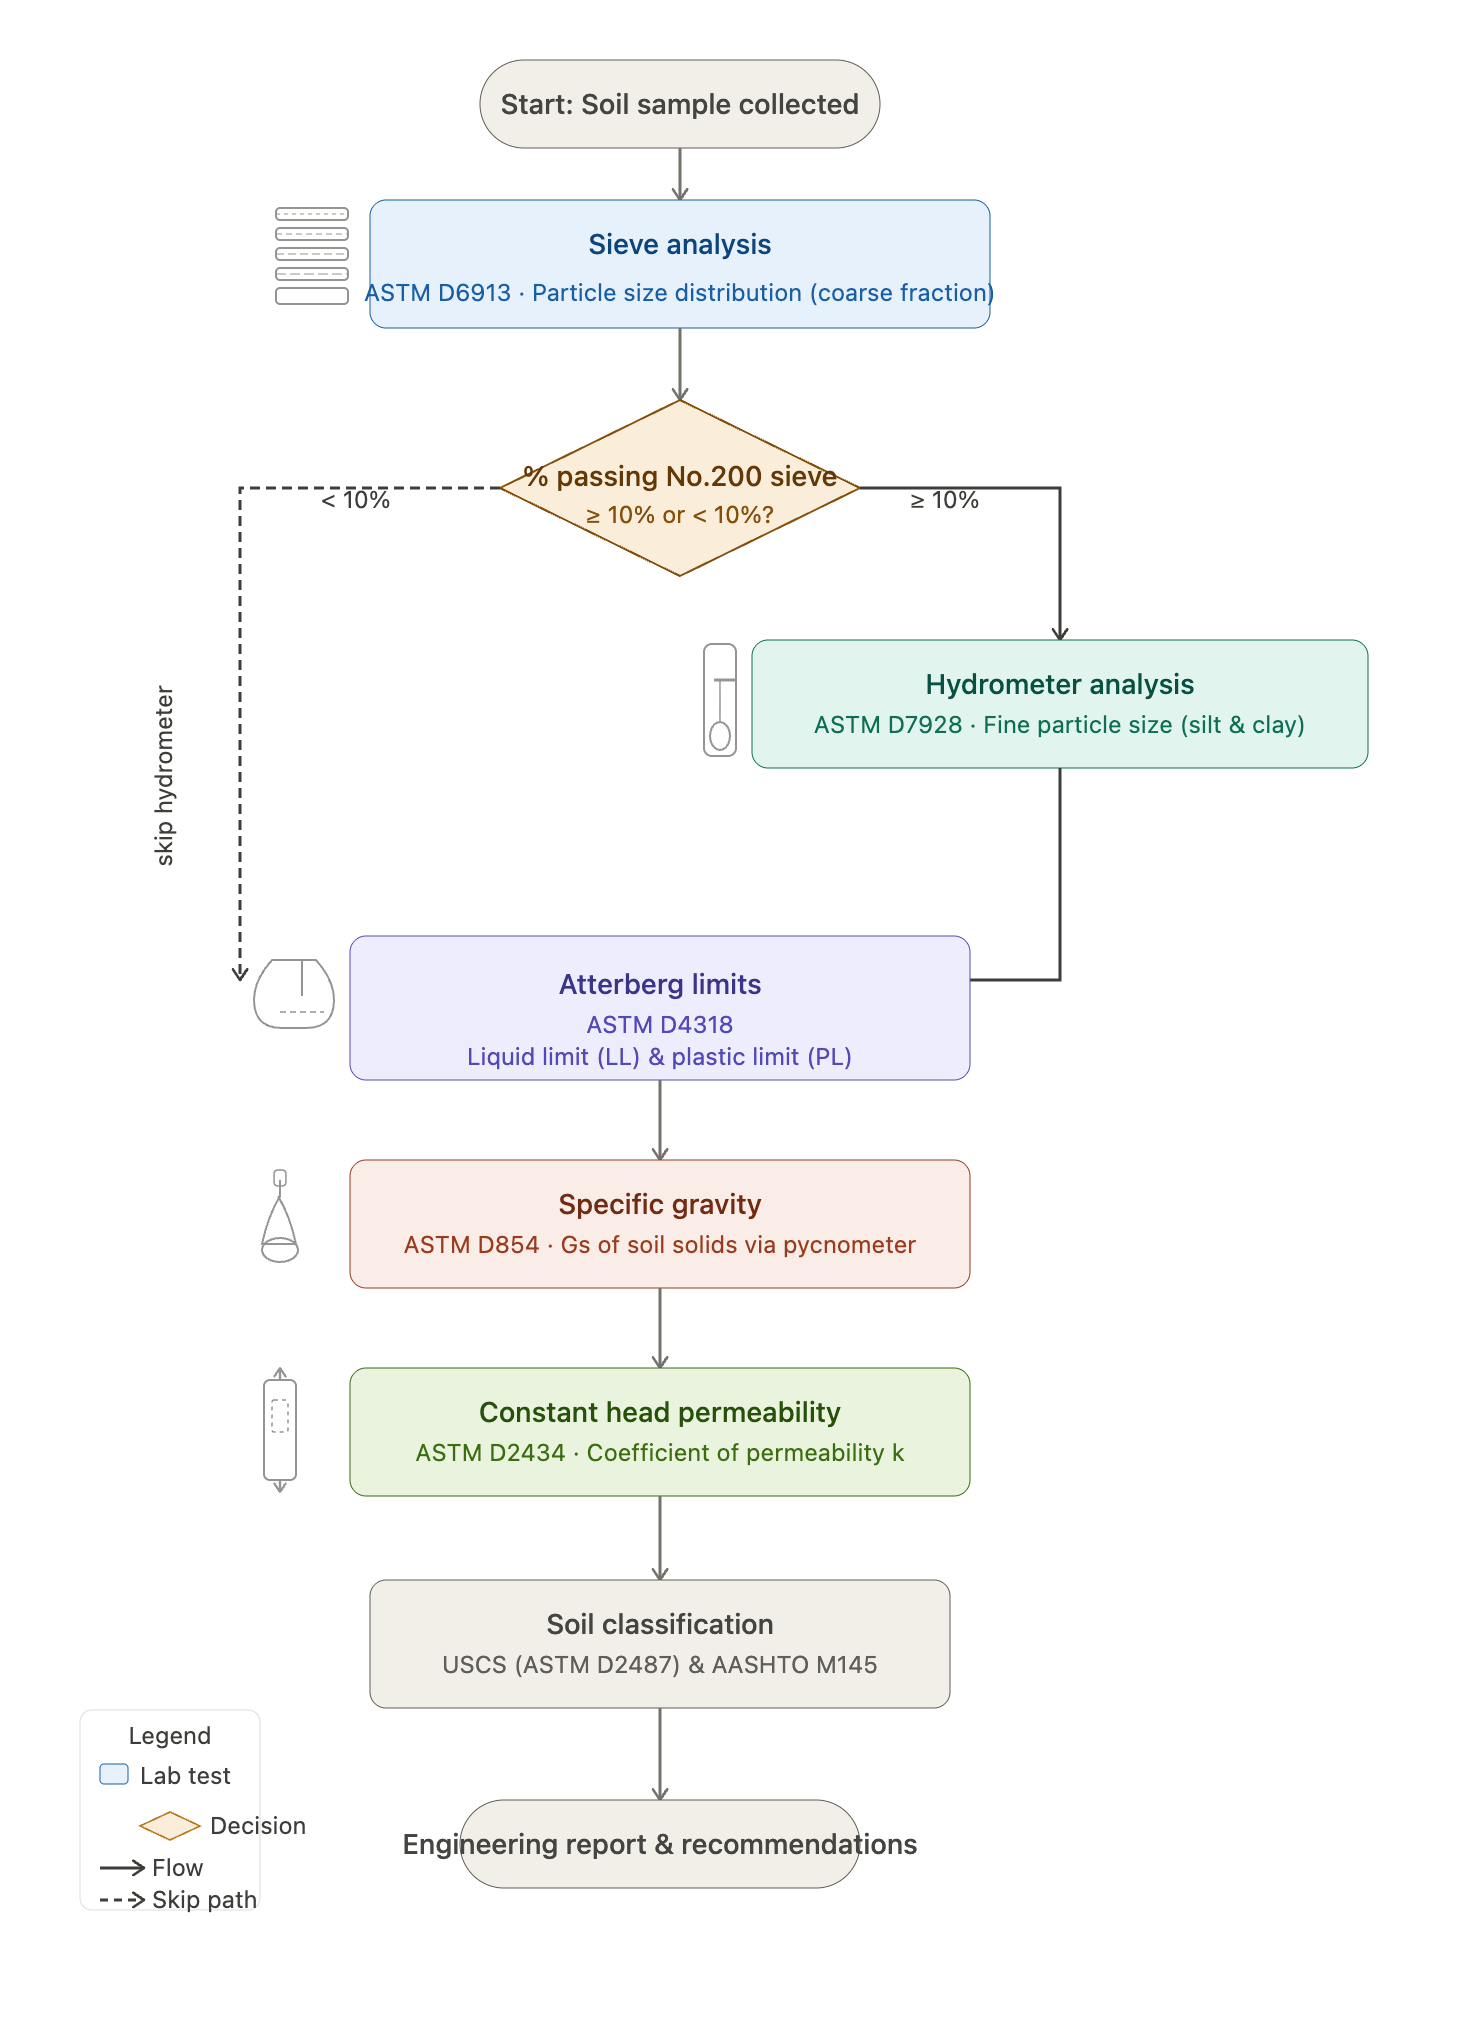 Start: Soil sample collected
Sieve analysis
ASTM D6913 · Particle size distribution (coarse fraction)
% passing No.200 sieve
≥ 10% or < 10%?
< 10%
≥ 10%
skip hydrometer
Hydrometer analysis
ASTM D7928 · Fine particle size (silt & clay)
Atterberg limits
ASTM D4318
Liquid limit (LL) & plastic limit (PL)
Specific gravity
ASTM D854 · Gs of soil solids via pycnometer
Constant head permeability
ASTM D2434 · Coefficient of permeability k
Soil classification
USCS (ASTM D2487) & AASHTO M145
Engineering report & recommendations
Legend
Lab test
Decision
Flow
Skip path